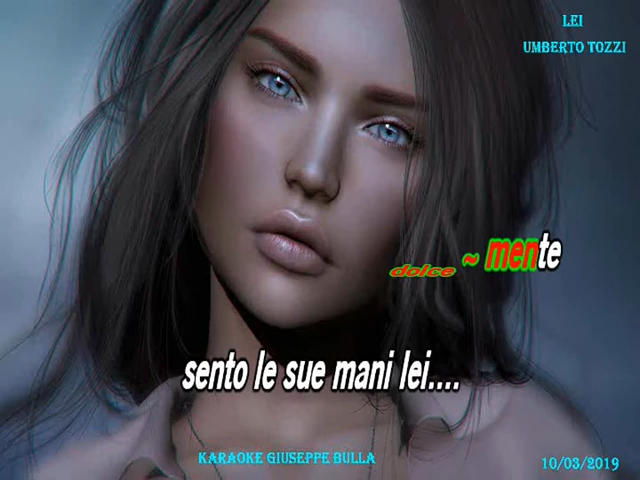 LEI
UMBERTO TOZZI
dolce ~ mente
sento le sue mani lei....
KARAOKE GIUSEPPE BULLA
10/03/2019